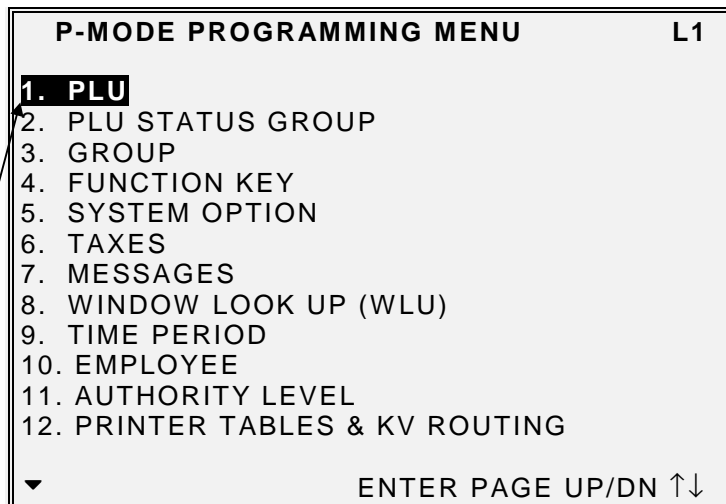 P-MODE PROGRAMMING MENU L1
1. PLU
2. PLU STATUS GROUP
3. GROUP
4. FUNCTION KEY
5. SYSTEM OPTION
6. TAXES
7. MESSAGES
8. WINDOW LOOK UP (WLU)
9. TIME PERIOD
10. EMPLOYEE
11. AUTHORITY LEVEL
12. PRINTER TABLES & KV ROUTING
ENTER PAGE UP/DN ↑↓